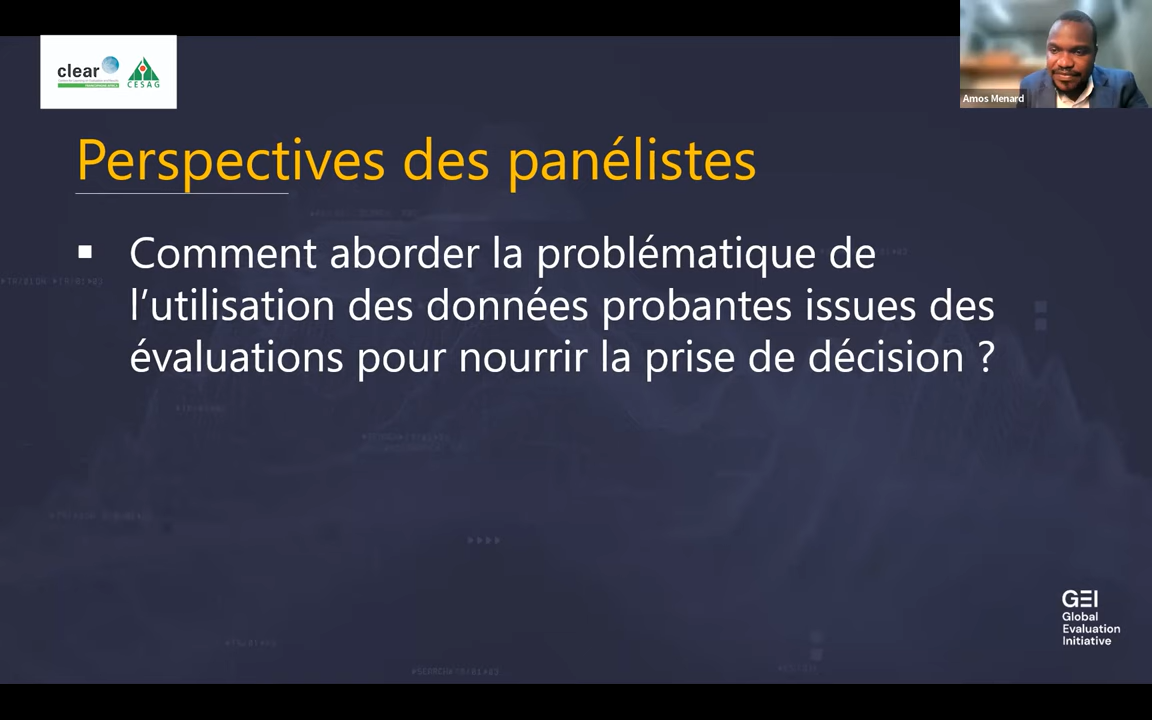 clear
CESAG
Amos Menard
Perspectives des panélistes
▪ Comment aborder la problématique de
l’utilisation des données probantes issues des
évaluations pour nourrir la prise de décision ?
GEI
Global
Evaluation
Initiative